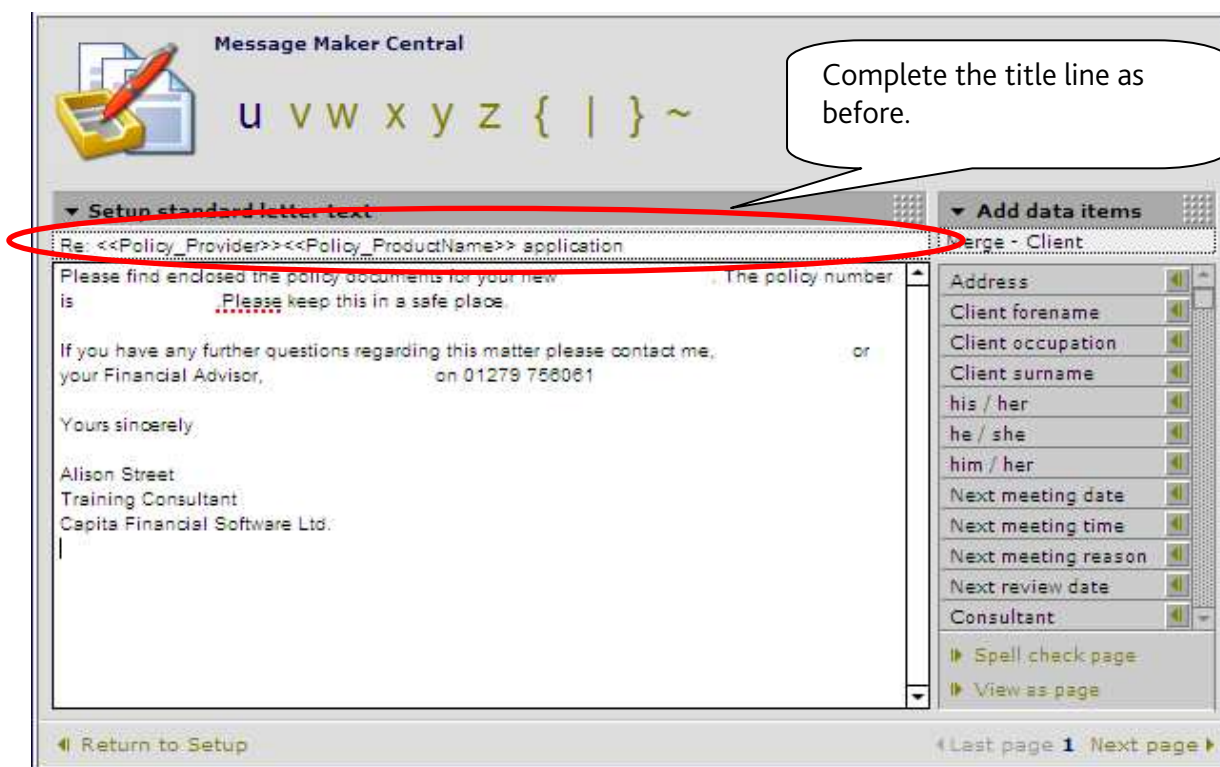 Message Maker Central
Complete the title line as
before.
u v w x y z { | } ~
Setup standard letter text
Add data items
Re: <<Policy_Provider>><<Policy_ProductName>> application
Merge - Client
Please find enclosed the policy documents for your new . The policy number
is .Please keep this in a safe place.
If you have any further questions regarding this matter please contact me, or
your Financial Advisor, on 01279 756061
Yours sincerely
Alison Street
Training Consultant
Capita Financial Software Ltd.
Address
Client forename
Client occupation
Client surname
his / her
he / she
him / her
Next meeting date
Next meeting time
Next meeting reason
Next review date
Consultant
Spell check page
View as page
Return to Setup
Last page 1 Next page